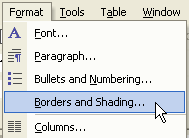 Format Tools Table Window
A Font...
Paragraph...
Bullets and Numbering...
Borders and Shading...
Columns...